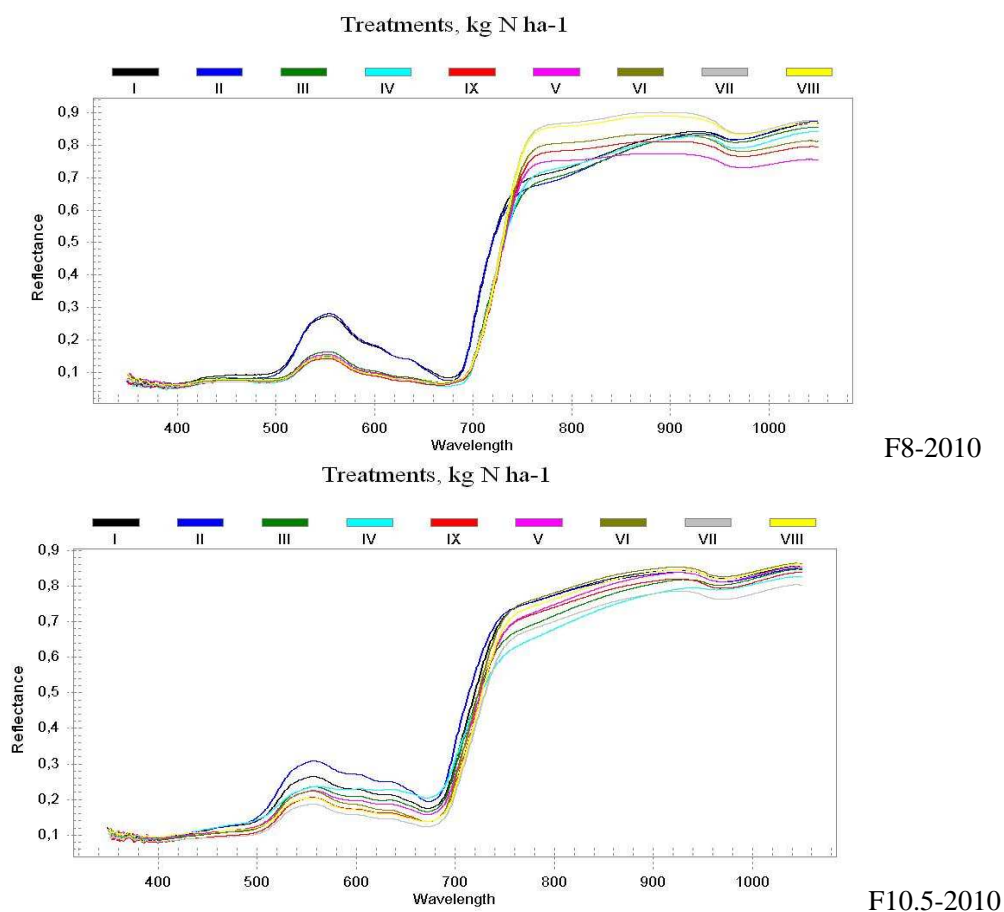 Treatments, kg N ha-1
I II III IV IX V VI VII VIII
0,9
0,8
0,7
0,6
0,5
0,4
0,3
0,2
0,1
Reflectance
400 500 600 700 800 900 1000
Wavelength
F8-2010
Treatments, kg N ha-1
I II III IV IX V VI VII VIII
0,9
0,8
0,7
0,6
0,5
0,4
0,3
0,2
0,1
Reflectance
400 500 600 700 800 900 1000
Wavelength
F10.5-2010